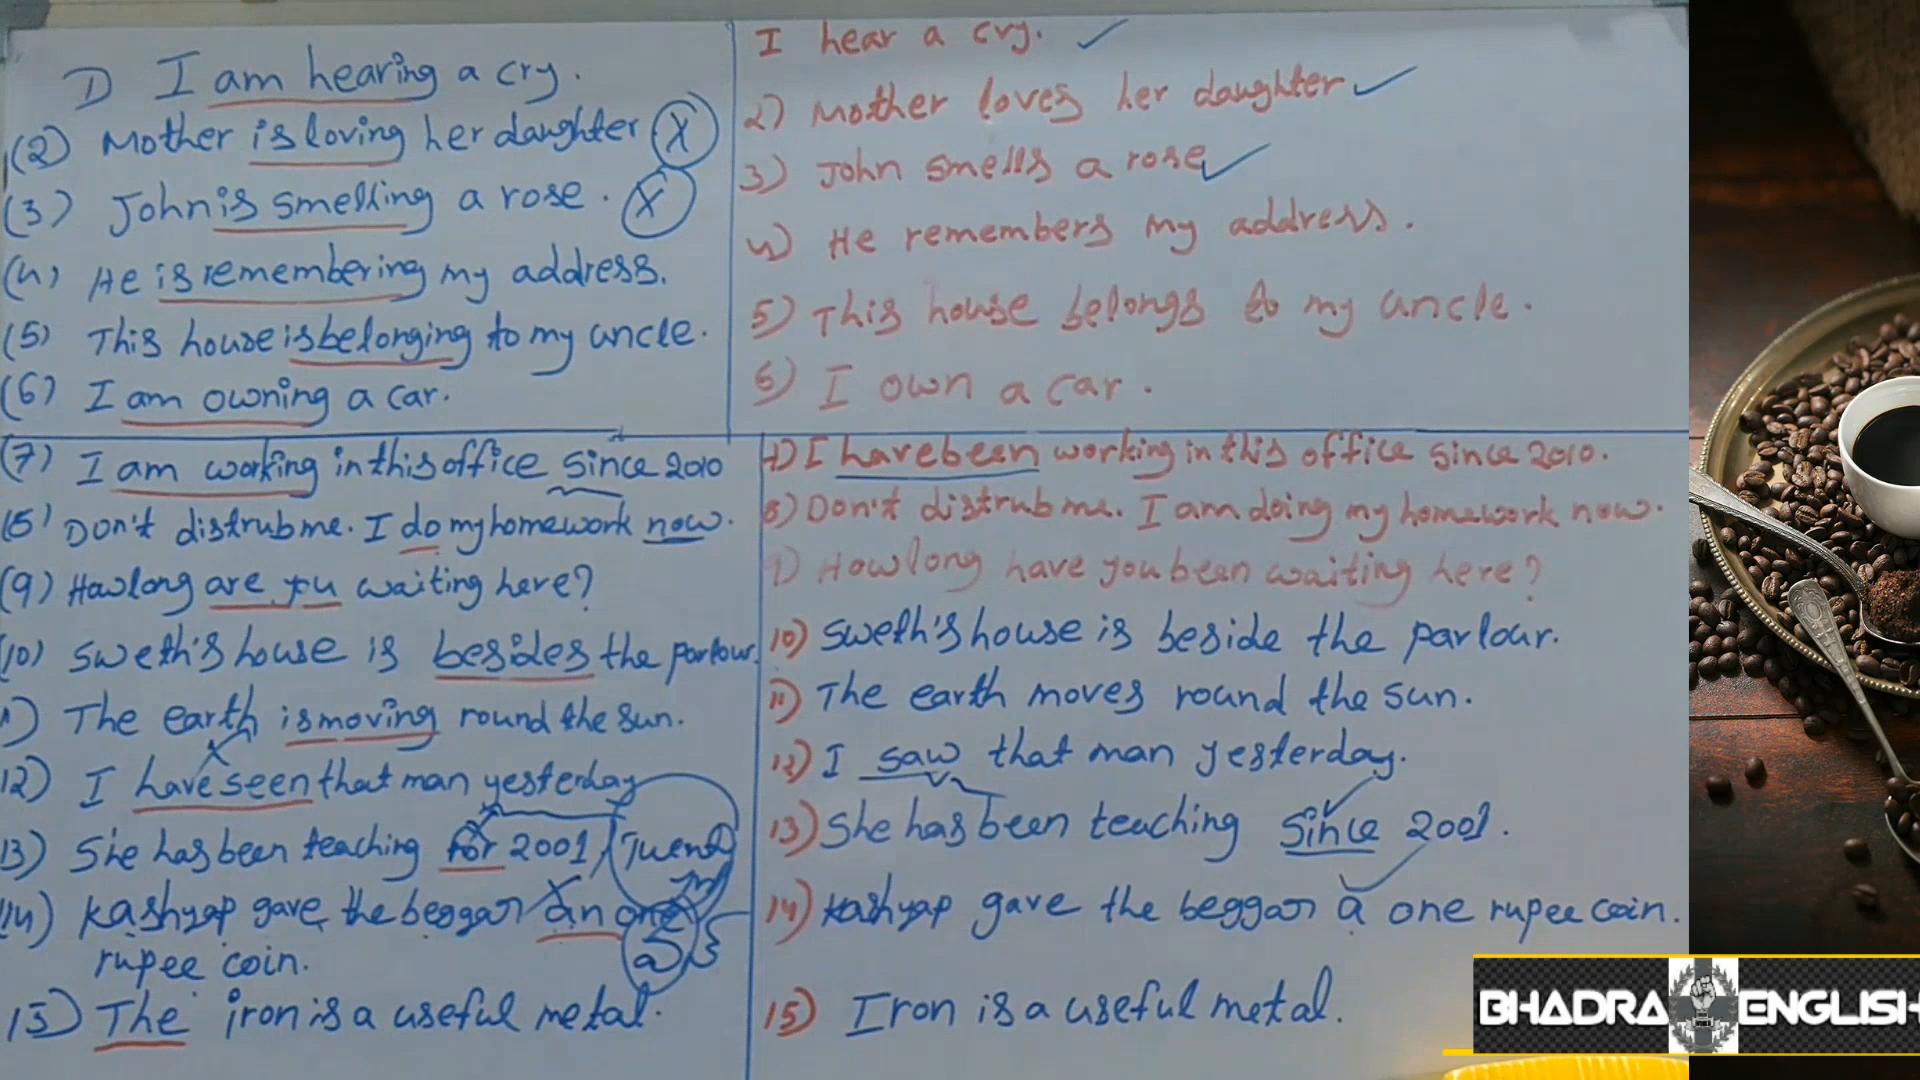 1) I am hearing a cry.
(2) Mother is loving her daughter X
(3) John is smelling a rose. X
(4) He is remembering my address.
(5) This house is belonging to my uncle.
(6) I am owning a car.
I hear a cry.
2) Mother loves her daughter
3) John smells a rose
4) He remembers my address.
5) This house belongs to my uncle.
6) I own a car.
(7) I am working in this office since 2010
(8) Don't distrub me. I do my homework now.
(9) How long are you waiting here?
(10) Sweth's house is besides the parlour.
11) The earth is moving round the sun.
12) I have seen that man yesterday
13) She has been teaching for 2001,
14) Kashyap gave the beggar an one
rupee coin.
15) The iron is a useful metal.
7) I have been working in this office since 2010.
8) Don't distrub me. I am doing my homework now.
9) How long have you been waiting here?
10) Sweth's house is beside the parlour.
11) The earth moves round the sun.
12) I saw that man yesterday.
13) She has been teaching since 2001.
14) Kashyap gave the beggar a one rupee coin.
15) Iron is a useful metal.
BHADRA ENGLISH